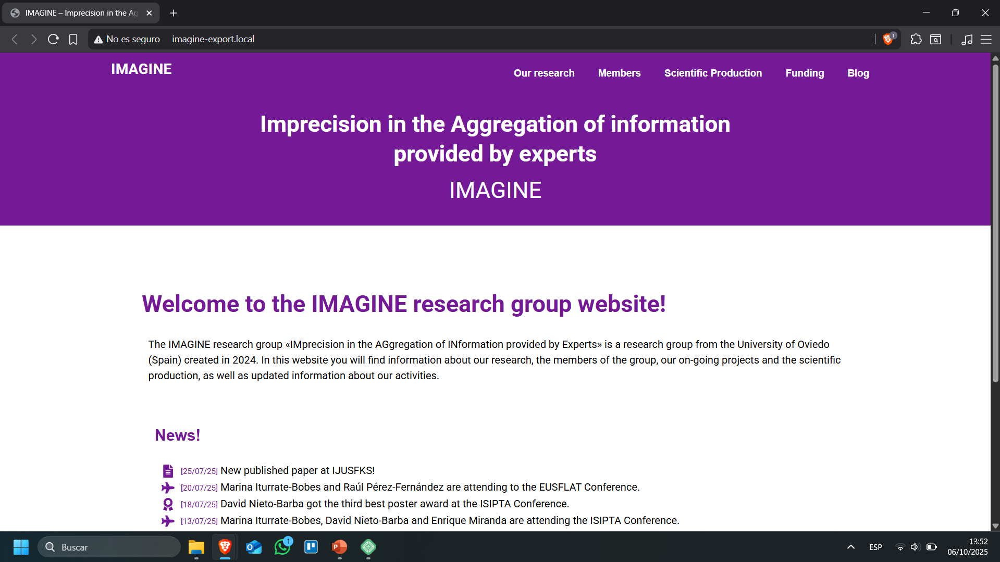 IMAGINE – Imprecision in the Ag
No es seguro imagine-export.local
1
IMAGINE
Our research Members Scientific Production Funding Blog
Imprecision in the Aggregation of information
provided by experts
IMAGINE
Welcome to the IMAGINE research group website!
The IMAGINE research group «IMprecision in the AGgregation of INformation provided by Experts» is a research group from the University of Oviedo
(Spain) created in 2024. In this website you will find information about our research, the members of the group, our on-going projects and the scientific
production, as well as updated information about our activities.
News!
[25/07/25] New published paper at IJUSFKS!
[20/07/25] Marina Iturrate-Bobes and Raúl Pérez-Fernández are attending to the EUSFLAT Conference.
[18/07/25] David Nieto-Barba got the third best poster award at the ISIPTA Conference.
[13/07/25] Marina Iturrate-Bobes, David Nieto-Barba and Enrique Miranda are attending the ISIPTA Conference.
Buscar
O
1
P
ESP
13:52
06/10/2025